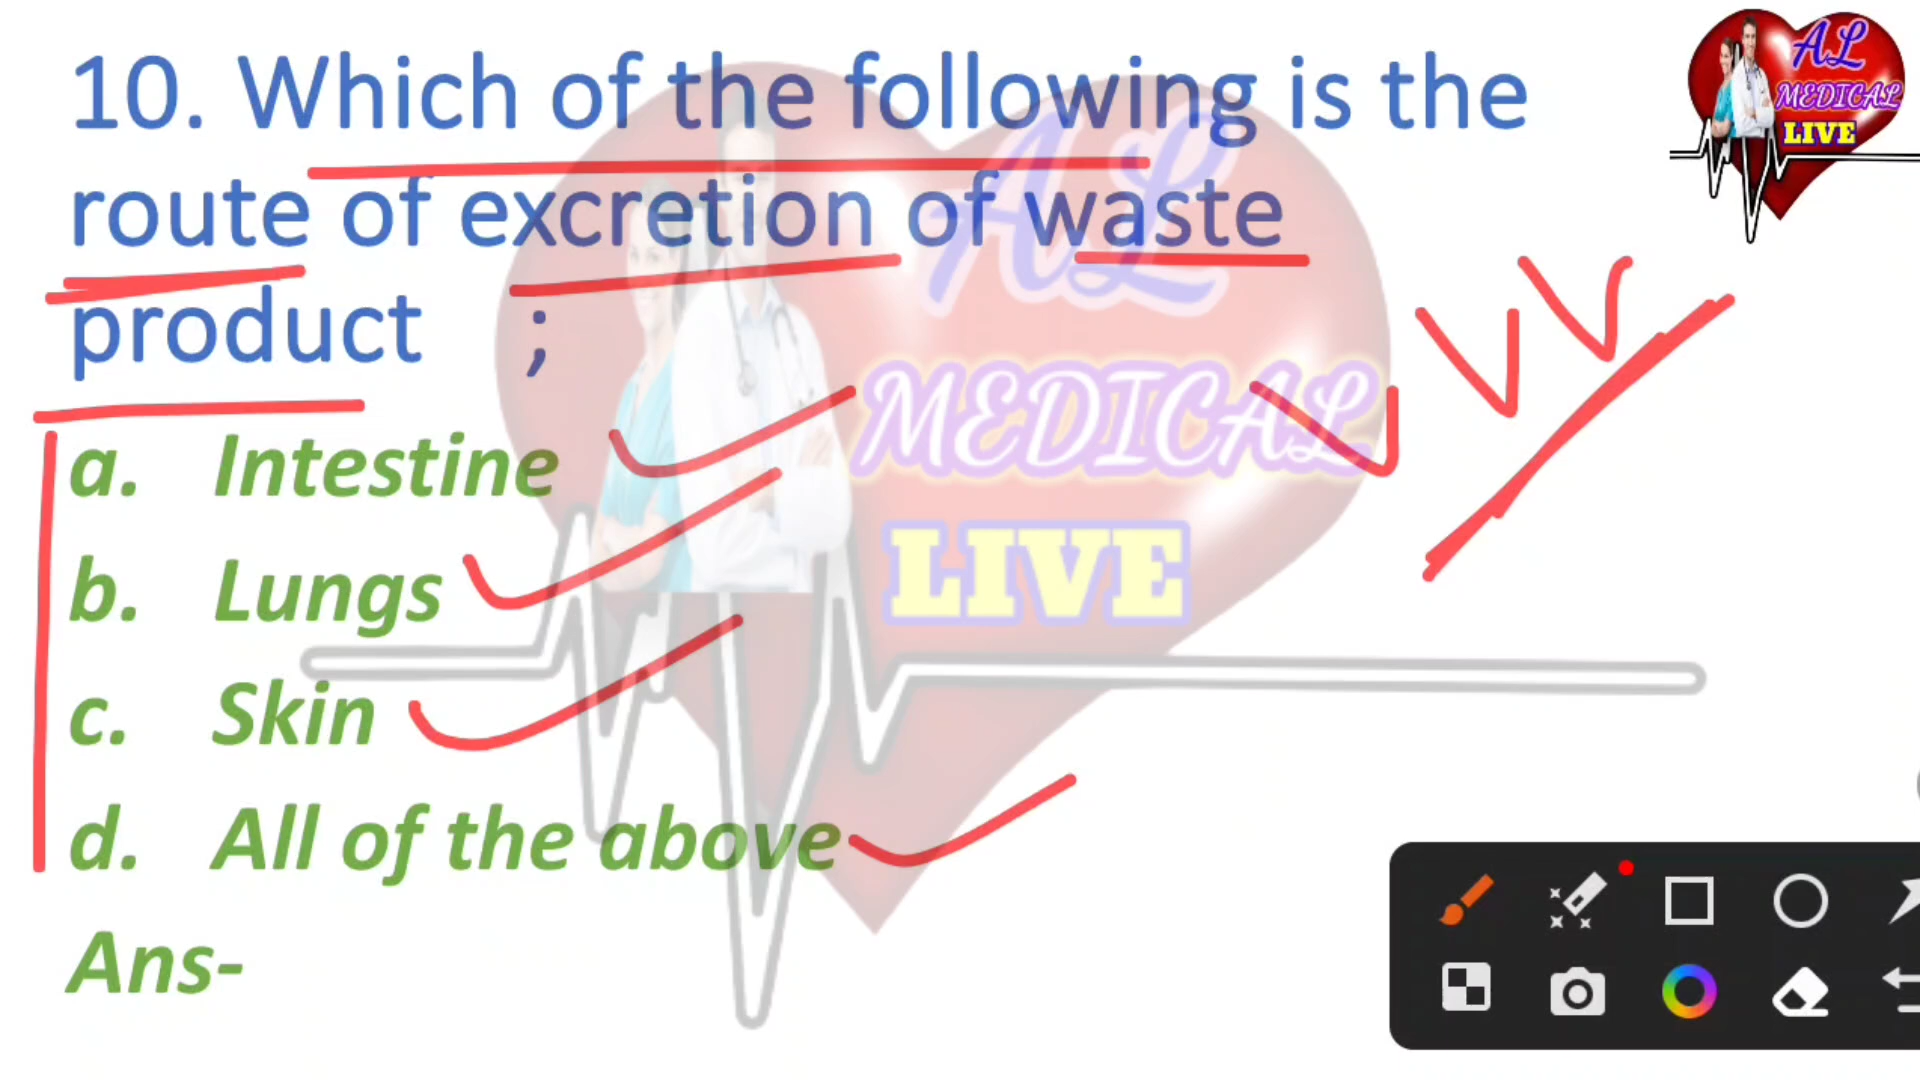 10. Which of the following is the
route of excretion of waste
product ;
a. Intestine
b. Lungs
c. Skin
d. All of the above
Ans-
AL
MEDICAL
LIVE
AL
MEDICAL
LIVE